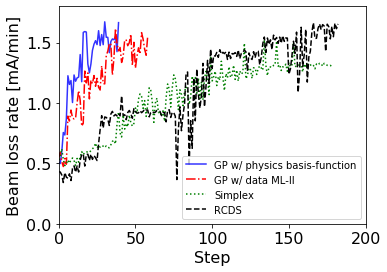 Beam loss rate [mA/min]
1.5
1.0
0.5
0.0
GP w/ physics basis-function
GP w/ data ML-II
Simplex
RCDS
0 50 100 150 200
Step